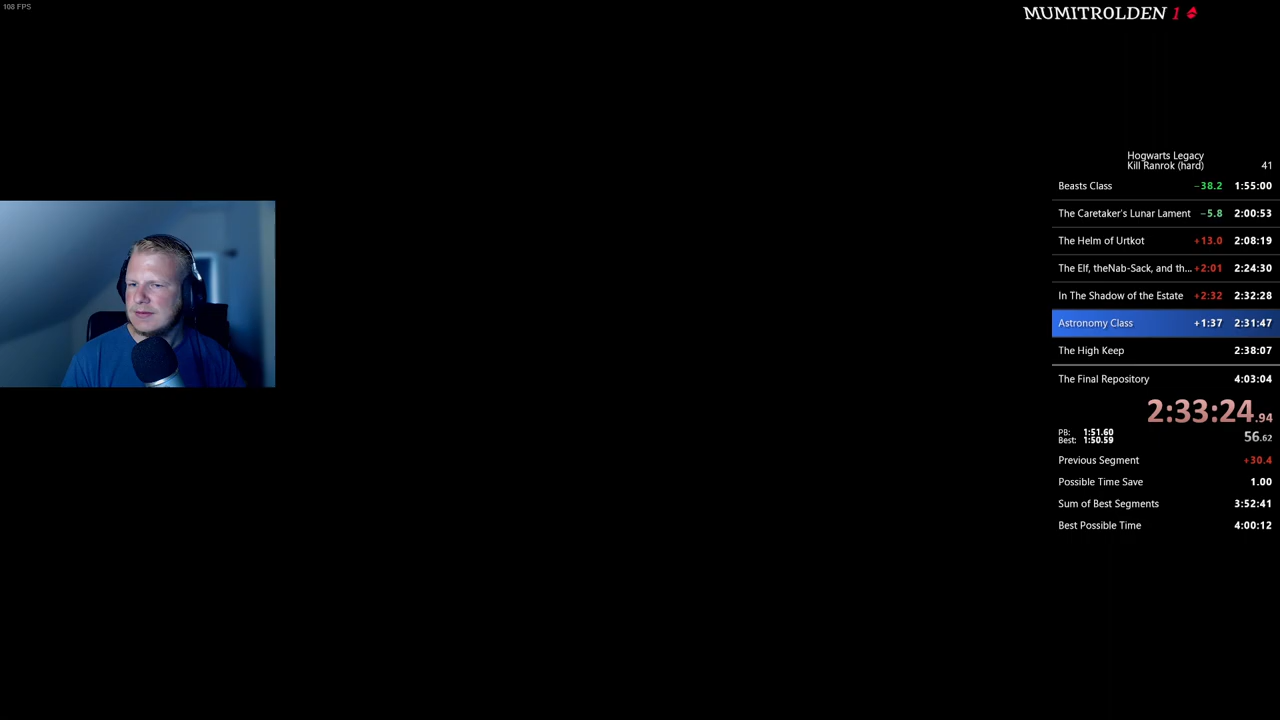 108 FPS
MUMITROLDEN 1
Hogwarts Legacy
Kill Ranrok (hard) 41
Beasts Class −38.2 1:55:00
The Caretaker's Lunar Lament −5.8 2:00:53
The Helm of Urtkot +13.0 2:08:19
The Elf, theNab-Sack, and th... +2:01 2:24:30
In The Shadow of the Estate +2:32 2:32:28
Astronomy Class +1:37 2:31:47
The High Keep 2:38:07
The Final Repository 4:03:04
2:33:24.94
PB: 1:51.60
Best: 1:50.59
56.62
Previous Segment +30.4
Possible Time Save 1.00
Sum of Best Segments 3:52:41
Best Possible Time 4:00:12